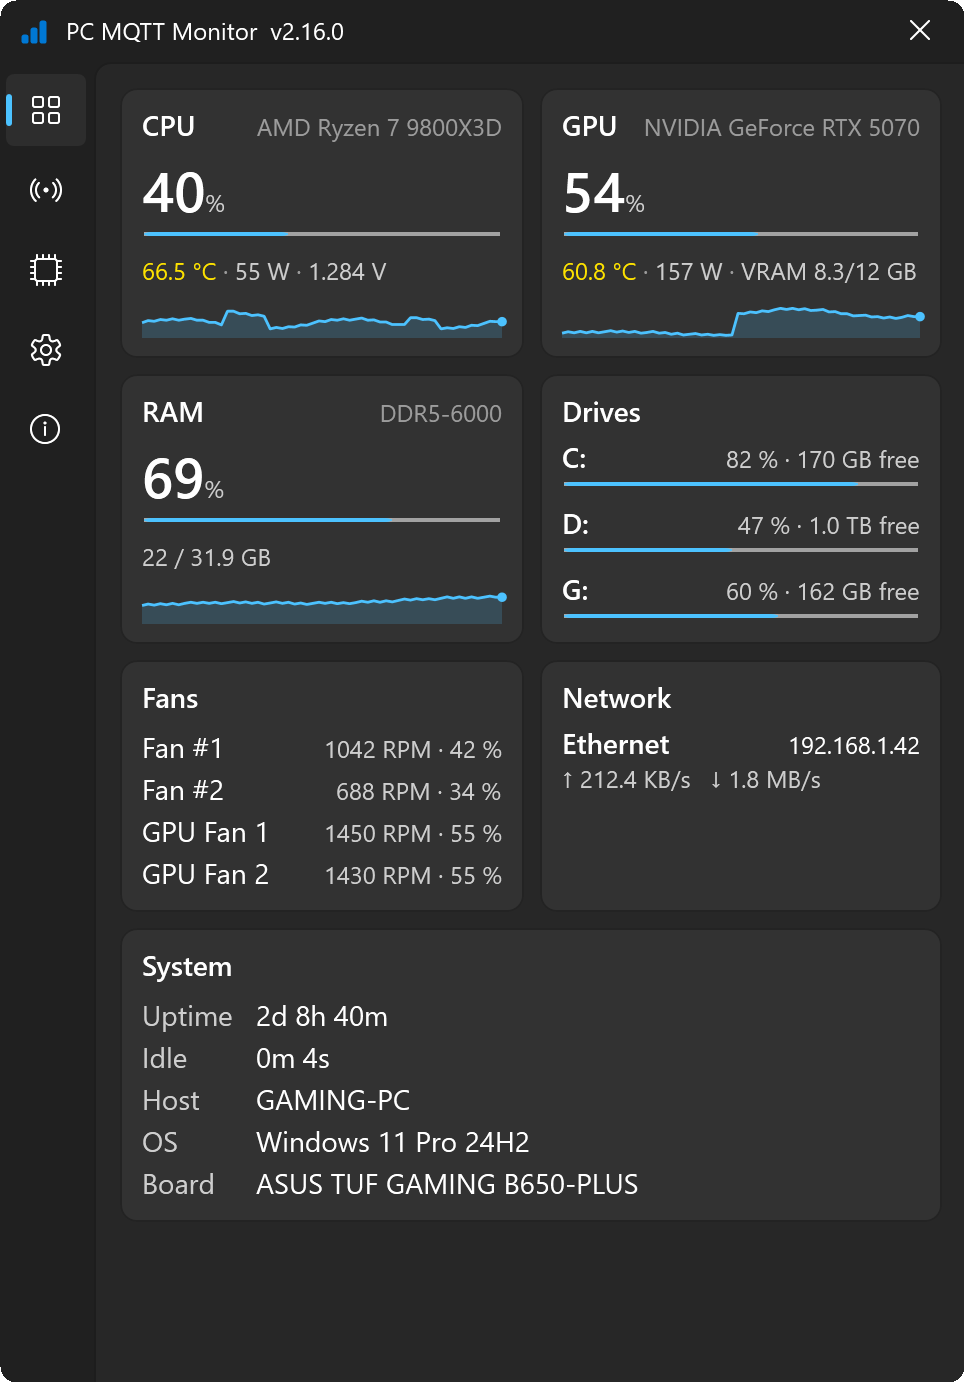 PC MQTT Monitor v2.16.0
CPU AMD Ryzen 7 9800X3D
40%
66.5 °C · 55 W · 1.284 V
GPU NVIDIA GeForce RTX 5070
54%
60.8 °C · 157 W · VRAM 8.3/12 GB
RAM DDR5-6000
69%
22 / 31.9 GB
Drives
C: 82 % · 170 GB free
D: 47 % · 1.0 TB free
G: 60 % · 162 GB free
Fans
Fan #1 1042 RPM · 42 %
Fan #2 688 RPM · 34 %
GPU Fan 1 1450 RPM · 55 %
GPU Fan 2 1430 RPM · 55 %
Network
Ethernet 192.168.1.42
↑ 212.4 KB/s ↓ 1.8 MB/s
System
Uptime 2d 8h 40m
Idle 0m 4s
Host GAMING-PC
OS Windows 11 Pro 24H2
Board ASUS TUF GAMING B650-PLUS